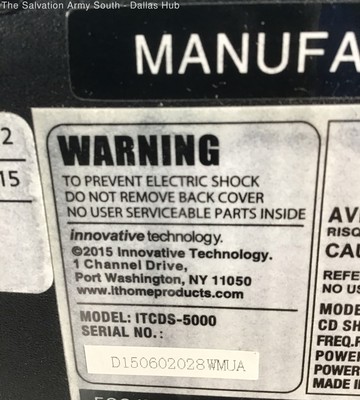 The Salvation Army South - Dallas Hub
MANUFA
2
15
WARNING
TO PREVENT ELECTRIC SHOCK
DO NOT REMOVE BACK COVER
NO USER SERVICEABLE PARTS INSIDE
innovative technology.
©2015 Innovative Technology.
1 Channel Drive,
Port Washington, NY 11050
www.ithomeproducts.com
MODEL: ITCDS-5000
SERIAL NO.:
D150602028WMUA
AV
RISQ
CAU
REFE
NO US
MODE
CD SH
FREQ.R
POWE
POWER
MADE I